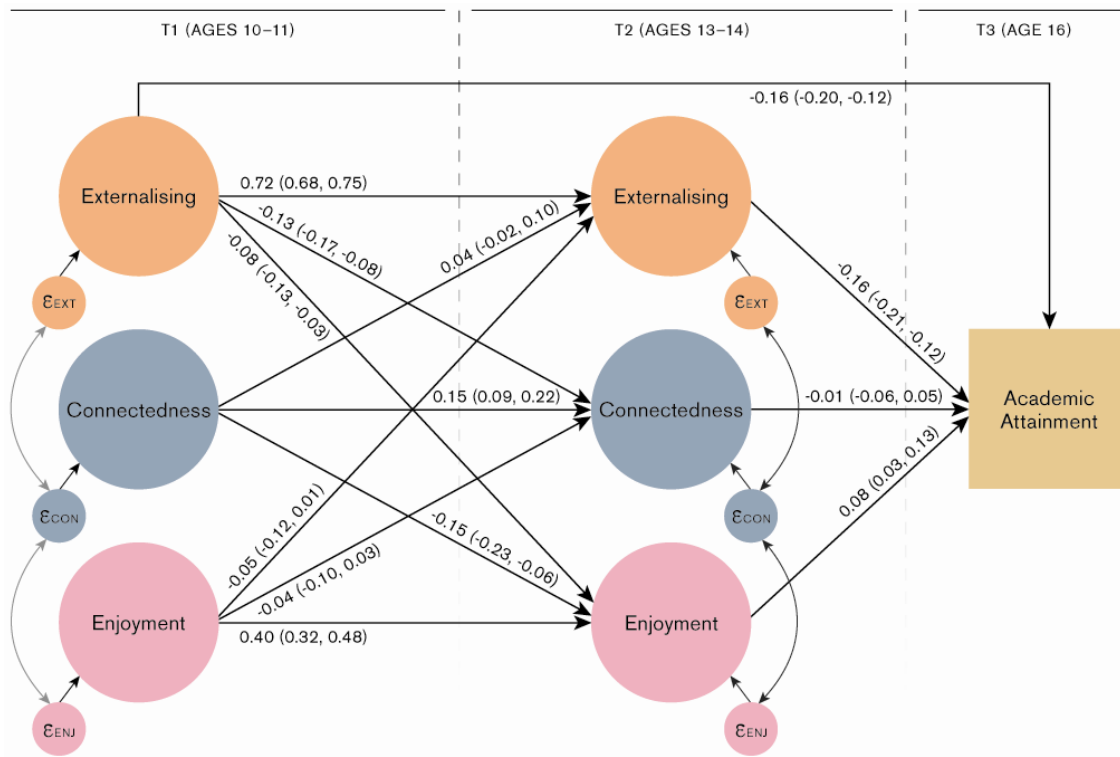 T1 (AGES 10–11)
T2 (AGES 13–14)
T3 (AGE 16)
-0.16 (-0.20, -0.12)
Externalising
0.72 (0.68, 0.75)
-0.13 (-0.17, -0.08)
-0.08 (-0.13, -0.03)
0.04 (-0.02, 0.10)
Externalising
-0.16 (-0.21, -0.12)
εEXT
εEXT
Connectedness
0.15 (0.09, 0.22)
Connectedness
-0.01 (-0.06, 0.05)
Academic
Attainment
εCON
-0.15 (-0.23, -0.06)
εCON
0.08 (0.03, 0.13)
-0.05 (-0.12, 0.01)
-0.04 (-0.10, 0.03)
Enjoyment
0.40 (0.32, 0.48)
Enjoyment
εENJ
εENJ